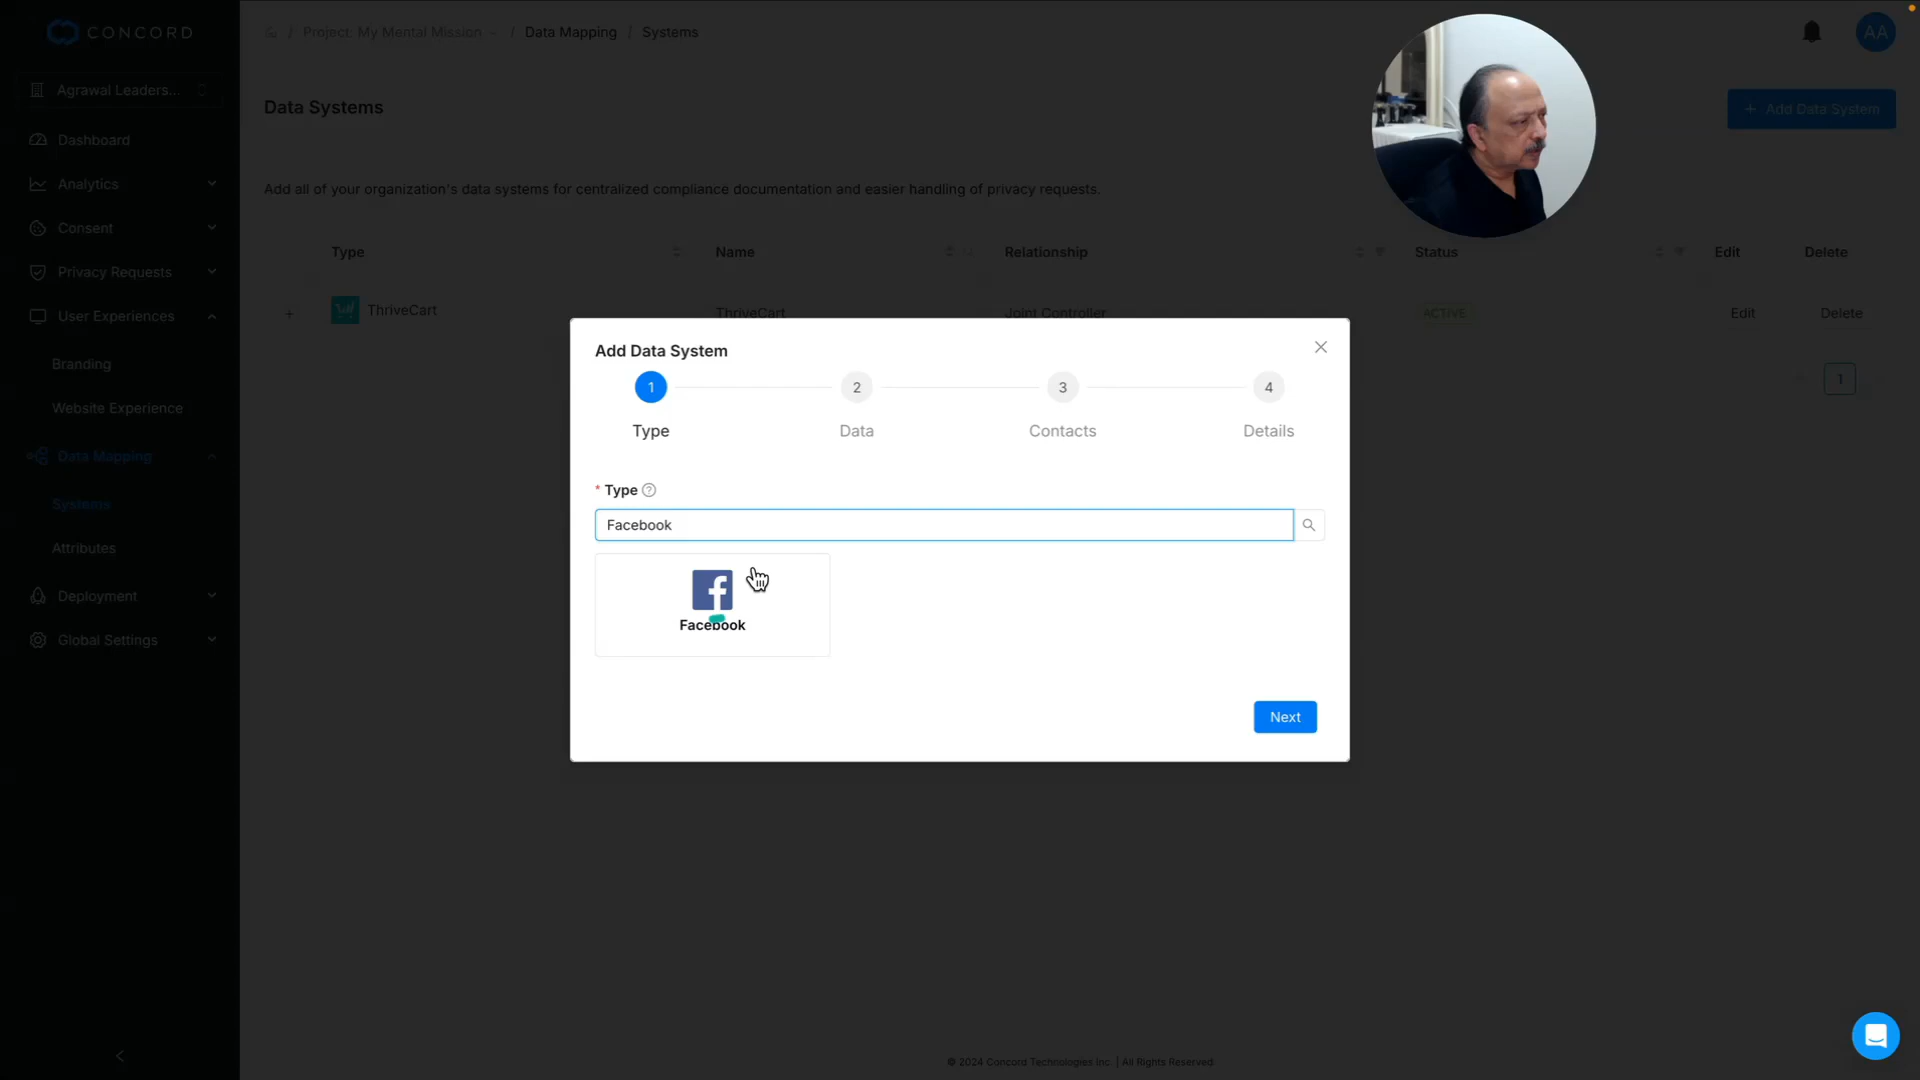 CONCORD
/ Project: My Mental Mission / Data Mapping / Systems
AA
Agrawal Leaders...
Dashboard
Analytics
Consent
Privacy Requests
User Experiences
Branding
Website Experience
Data Mapping
Systems
Attributes
Deployment
Global Settings
Data Systems
+ Add Data System
Add all of your organization's data systems for centralized compliance documentation and easier handling of privacy requests.
Type Name Relationship Status Edit Delete
+ ThriveCart ThriveCart Joint Controller ACTIVE Edit Delete
1
Add Data System
1 2 3 4
Type Data Contacts Details
* Type ?
Facebook
Facebook
Next
© 2024 Concord Technologies Inc. | All Rights Reserved.